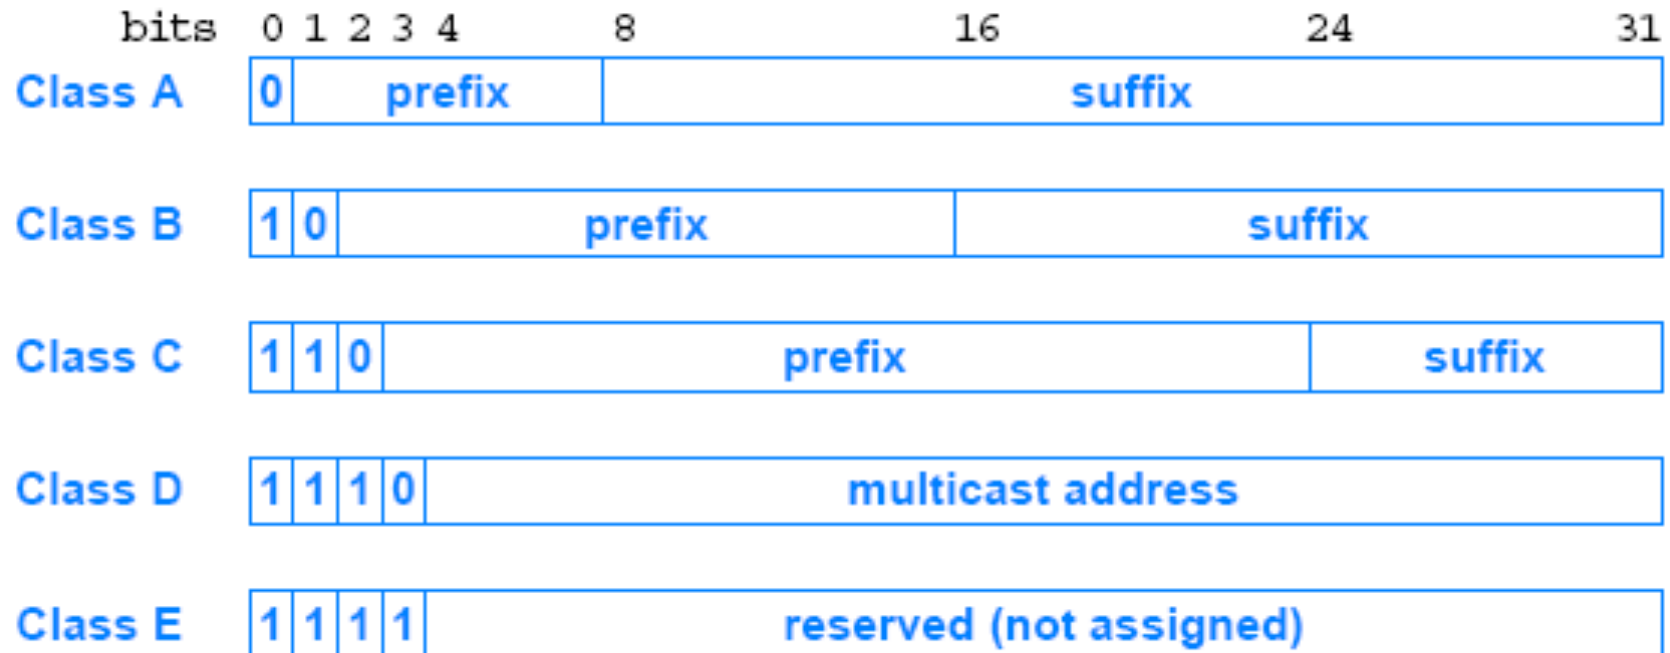 bits 0 1 2 3 4 8 16 24 31
Class A 0 prefix suffix
Class B 1 0 prefix suffix
Class C 1 1 0 prefix suffix
Class D 1 1 1 0 multicast address
Class E 1 1 1 1 reserved (not assigned)